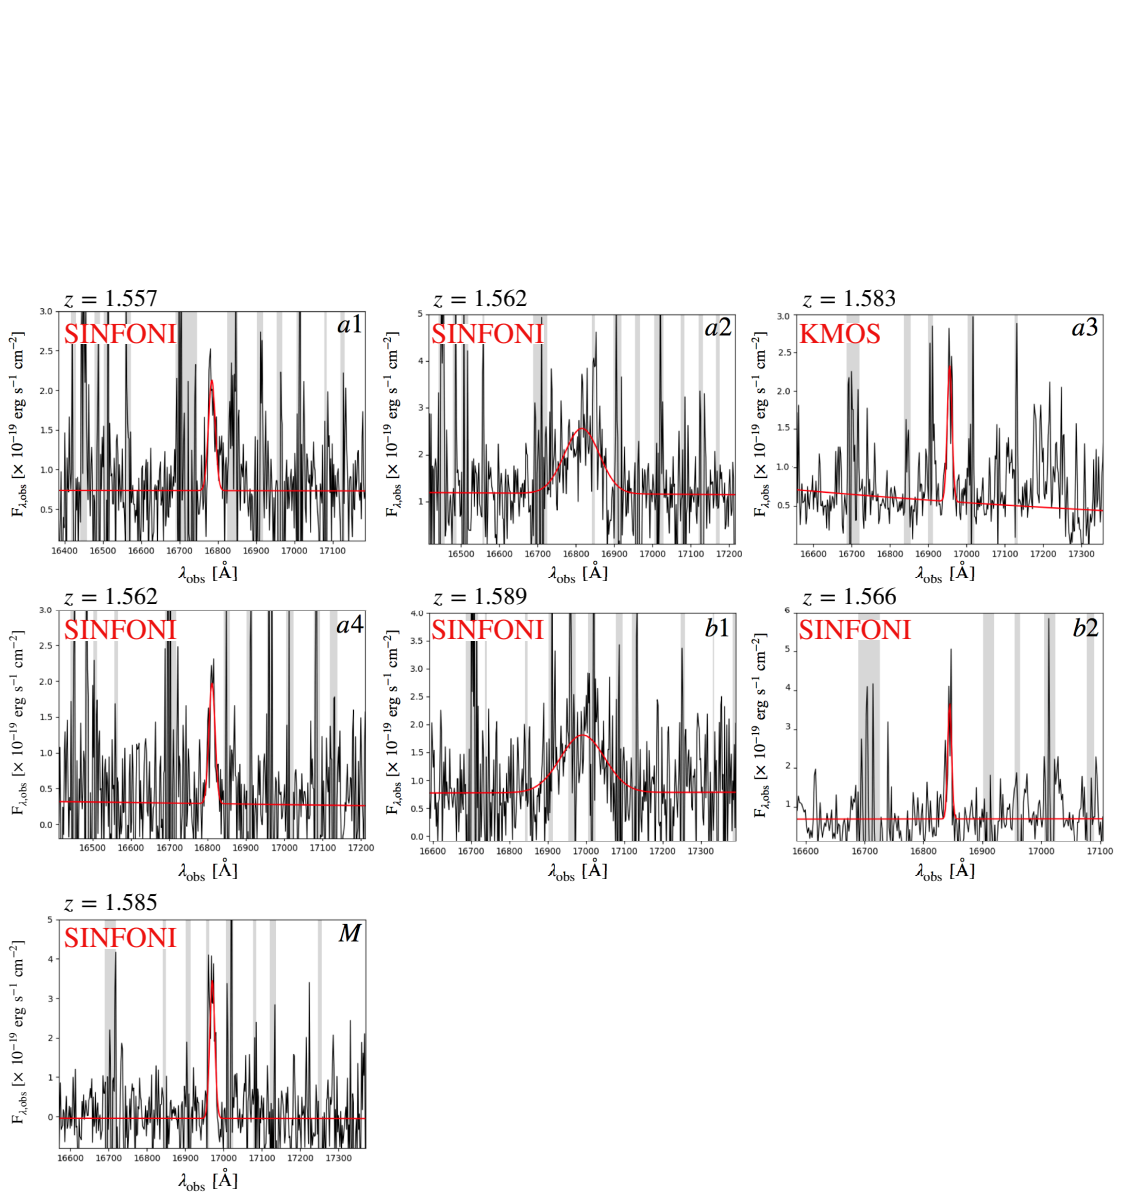 z = 1.557
z = 1.562
z = 1.583
SINFONI
a1
SINFONI
a2
KMOS
a3
F_λ,obs [× 10^−19 erg s^−1 cm^−2]
3.0
2.5
2.0
1.5
1.0
0.5
16400 16500 16600 16700 16800 16900 17000 17100
λ_obs [Å]
F_λ,obs [× 10^−19 erg s^−1 cm^−2]
5
4
3
2
1
16500 16600 16700 16800 16900 17000 17100 17200
λ_obs [Å]
F_λ,obs [× 10^−19 erg s^−1 cm^−2]
3.0
2.5
2.0
1.5
1.0
0.5
16600 16700 16800 16900 17000 17100 17200 17300
λ_obs [Å]
z = 1.562
z = 1.589
z = 1.566
SINFONI
a4
SINFONI
b1
SINFONI
b2
F_λ,obs [× 10^−19 erg s^−1 cm^−2]
3.0
2.5
2.0
1.5
1.0
0.5
0.0
16500 16600 16700 16800 16900 17000 17100 17200
λ_obs [Å]
F_λ,obs [× 10^−19 erg s^−1 cm^−2]
4.0
3.5
3.0
2.5
2.0
1.5
1.0
0.5
0.0
16600 16700 16800 16900 17000 17100 17200 17300
λ_obs [Å]
F_λ,obs [× 10^−19 erg s^−1 cm^−2]
6
5
4
3
2
1
16600 16700 16800 16900 17000 17100
λ_obs [Å]
z = 1.585
SINFONI
M
F_λ,obs [× 10^−19 erg s^−1 cm^−2]
5
4
3
2
1
0
16600 16700 16800 16900 17000 17100 17200 17300
λ_obs [Å]